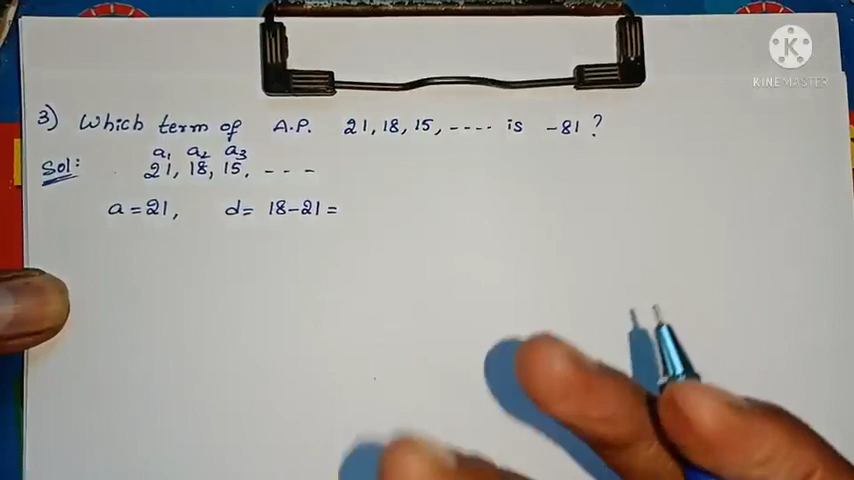 KINEMASTER
3) Which term of A.P. 21, 18, 15, ----- is -81 ?
a1 a2 a3
Sol: 21, 18, 15, - - - -
a = 21, d = 18-21 =